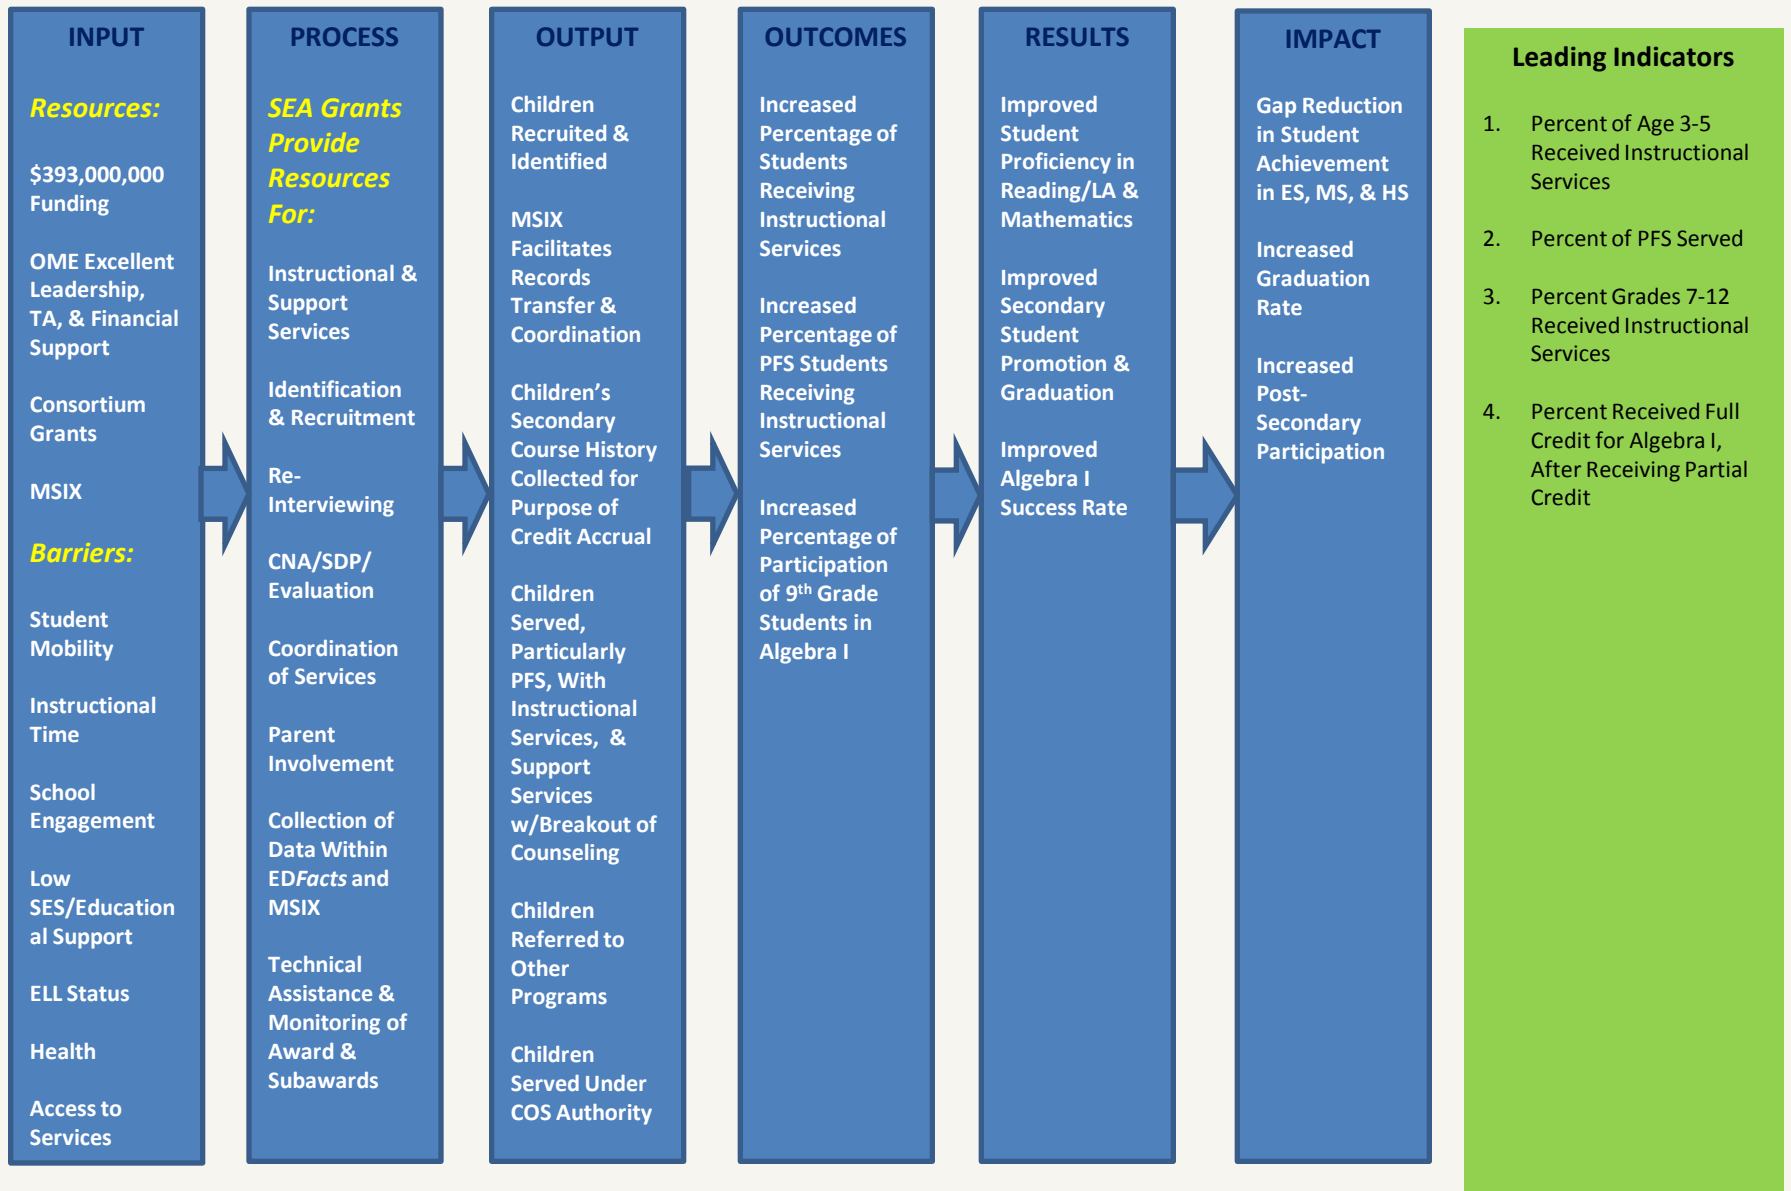 INPUT
Resources:
$393,000,000
Funding
OME Excellent
Leadership,
TA, & Financial
Support
Consortium
Grants
MSIX
Barriers:
Student
Mobility
Instructional
Time
School
Engagement
Low
SES/Education
al Support
ELL Status
Health
Access to
Services
PROCESS
SEA Grants
Provide
Resources
For:
Instructional &
Support
Services
Identification
& Recruitment
Re-
Interviewing
CNA/SDP/
Evaluation
Coordination
of Services
Parent
Involvement
Collection of
Data Within
EDFacts and
MSIX
Technical
Assistance &
Monitoring of
Award &
Subawards
OUTPUT
Children
Recruited &
Identified
MSIX
Facilitates
Records
Transfer &
Coordination
Children’s
Secondary
Course History
Collected for
Purpose of
Credit Accrual
Children
Served,
Particularly
PFS, With
Instructional
Services, &
Support
Services
w/Breakout of
Counseling
Children
Referred to
Other
Programs
Children
Served Under
COS Authority
OUTCOMES
Increased
Percentage of
Students
Receiving
Instructional
Services
Increased
Percentage of
PFS Students
Receiving
Instructional
Services
Increased
Percentage of
Participation
of 9th Grade
Students in
Algebra I
RESULTS
Improved
Student
Proficiency in
Reading/LA &
Mathematics
Improved
Secondary
Student
Promotion &
Graduation
Improved
Algebra I
Success Rate
IMPACT
Gap Reduction
in Student
Achievement
in ES, MS, & HS
Increased
Graduation
Rate
Increased
Post-
Secondary
Participation
Leading Indicators
1. Percent of Age 3-5
Received Instructional
Services
2. Percent of PFS Served
3. Percent Grades 7-12
Received Instructional
Services
4. Percent Received Full
Credit for Algebra I,
After Receiving Partial
Credit